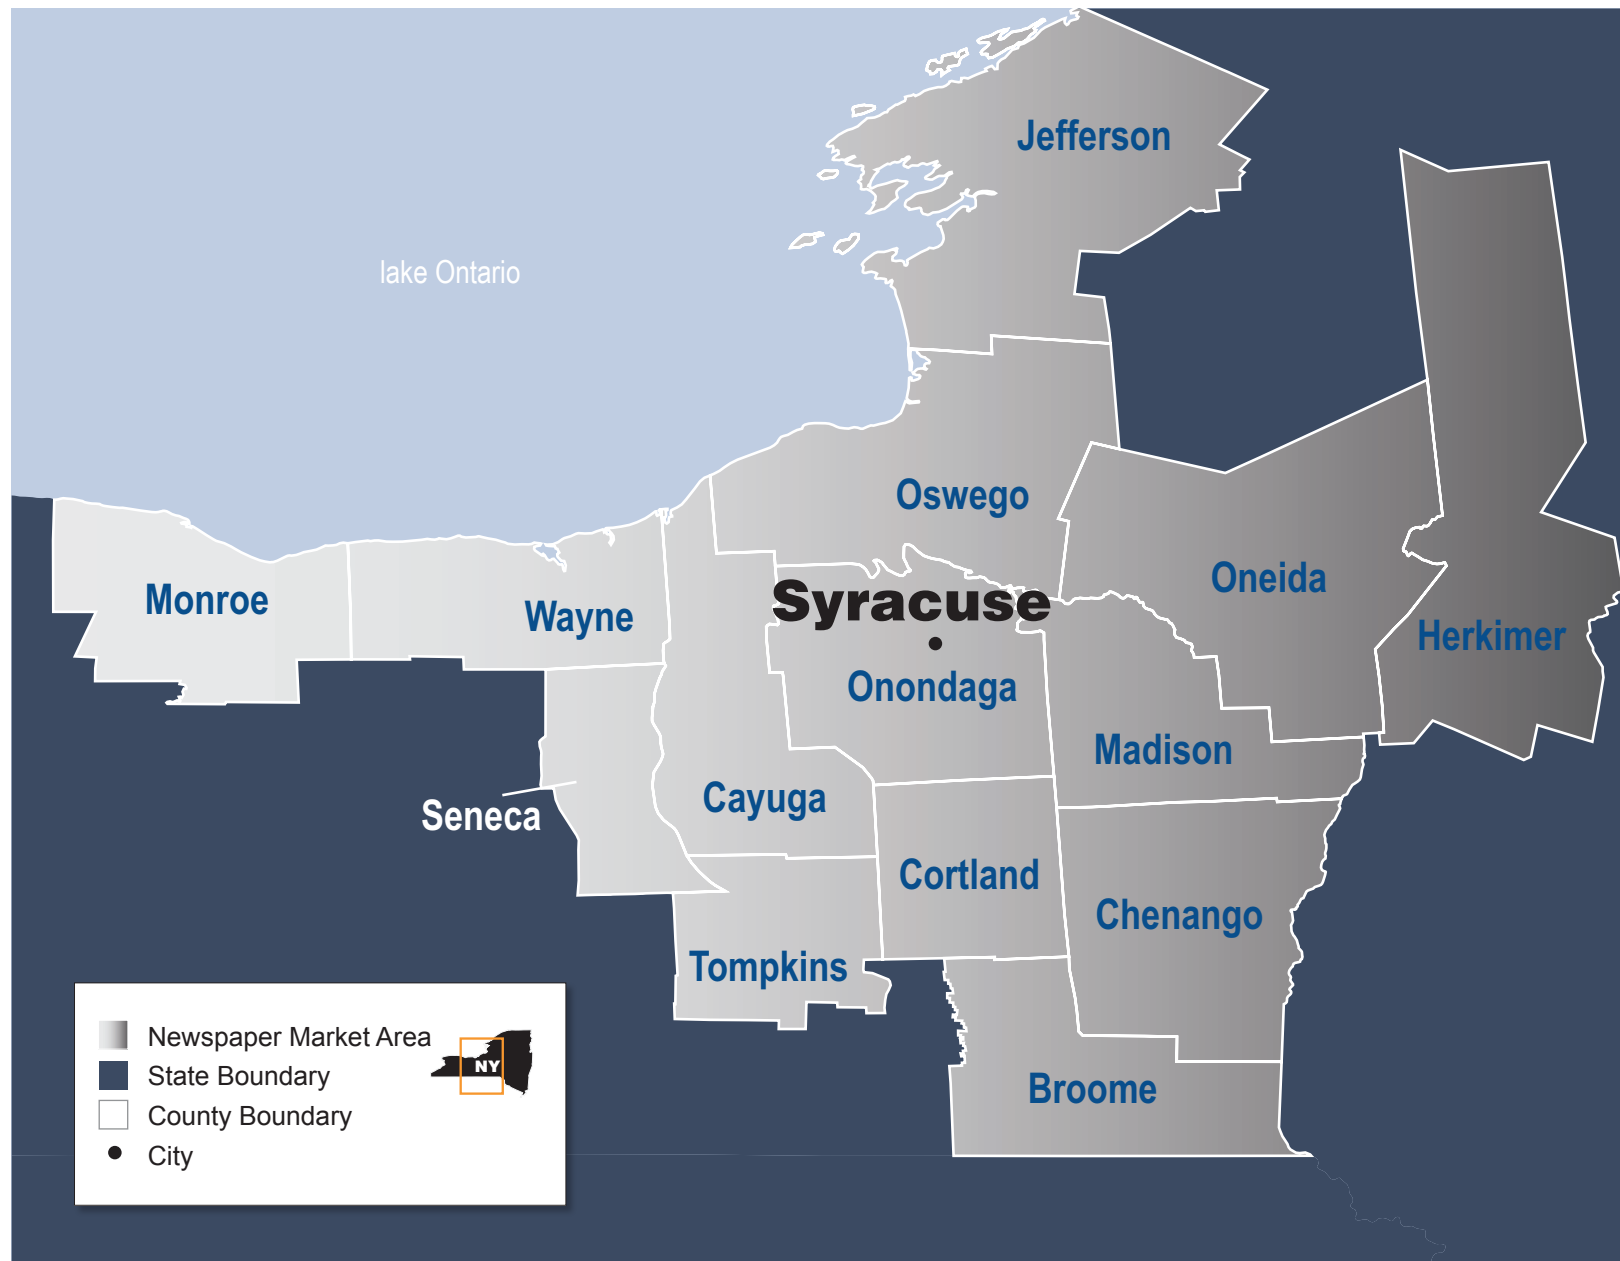 Jefferson
lake Ontario
Oswego
Oneida
Monroe
Wayne
Syracuse
Herkimer
Onondaga
Madison
Cayuga
Seneca
Cortland
Chenango
Tompkins
Broome
Newspaper Market Area
NY
State Boundary
County Boundary
City